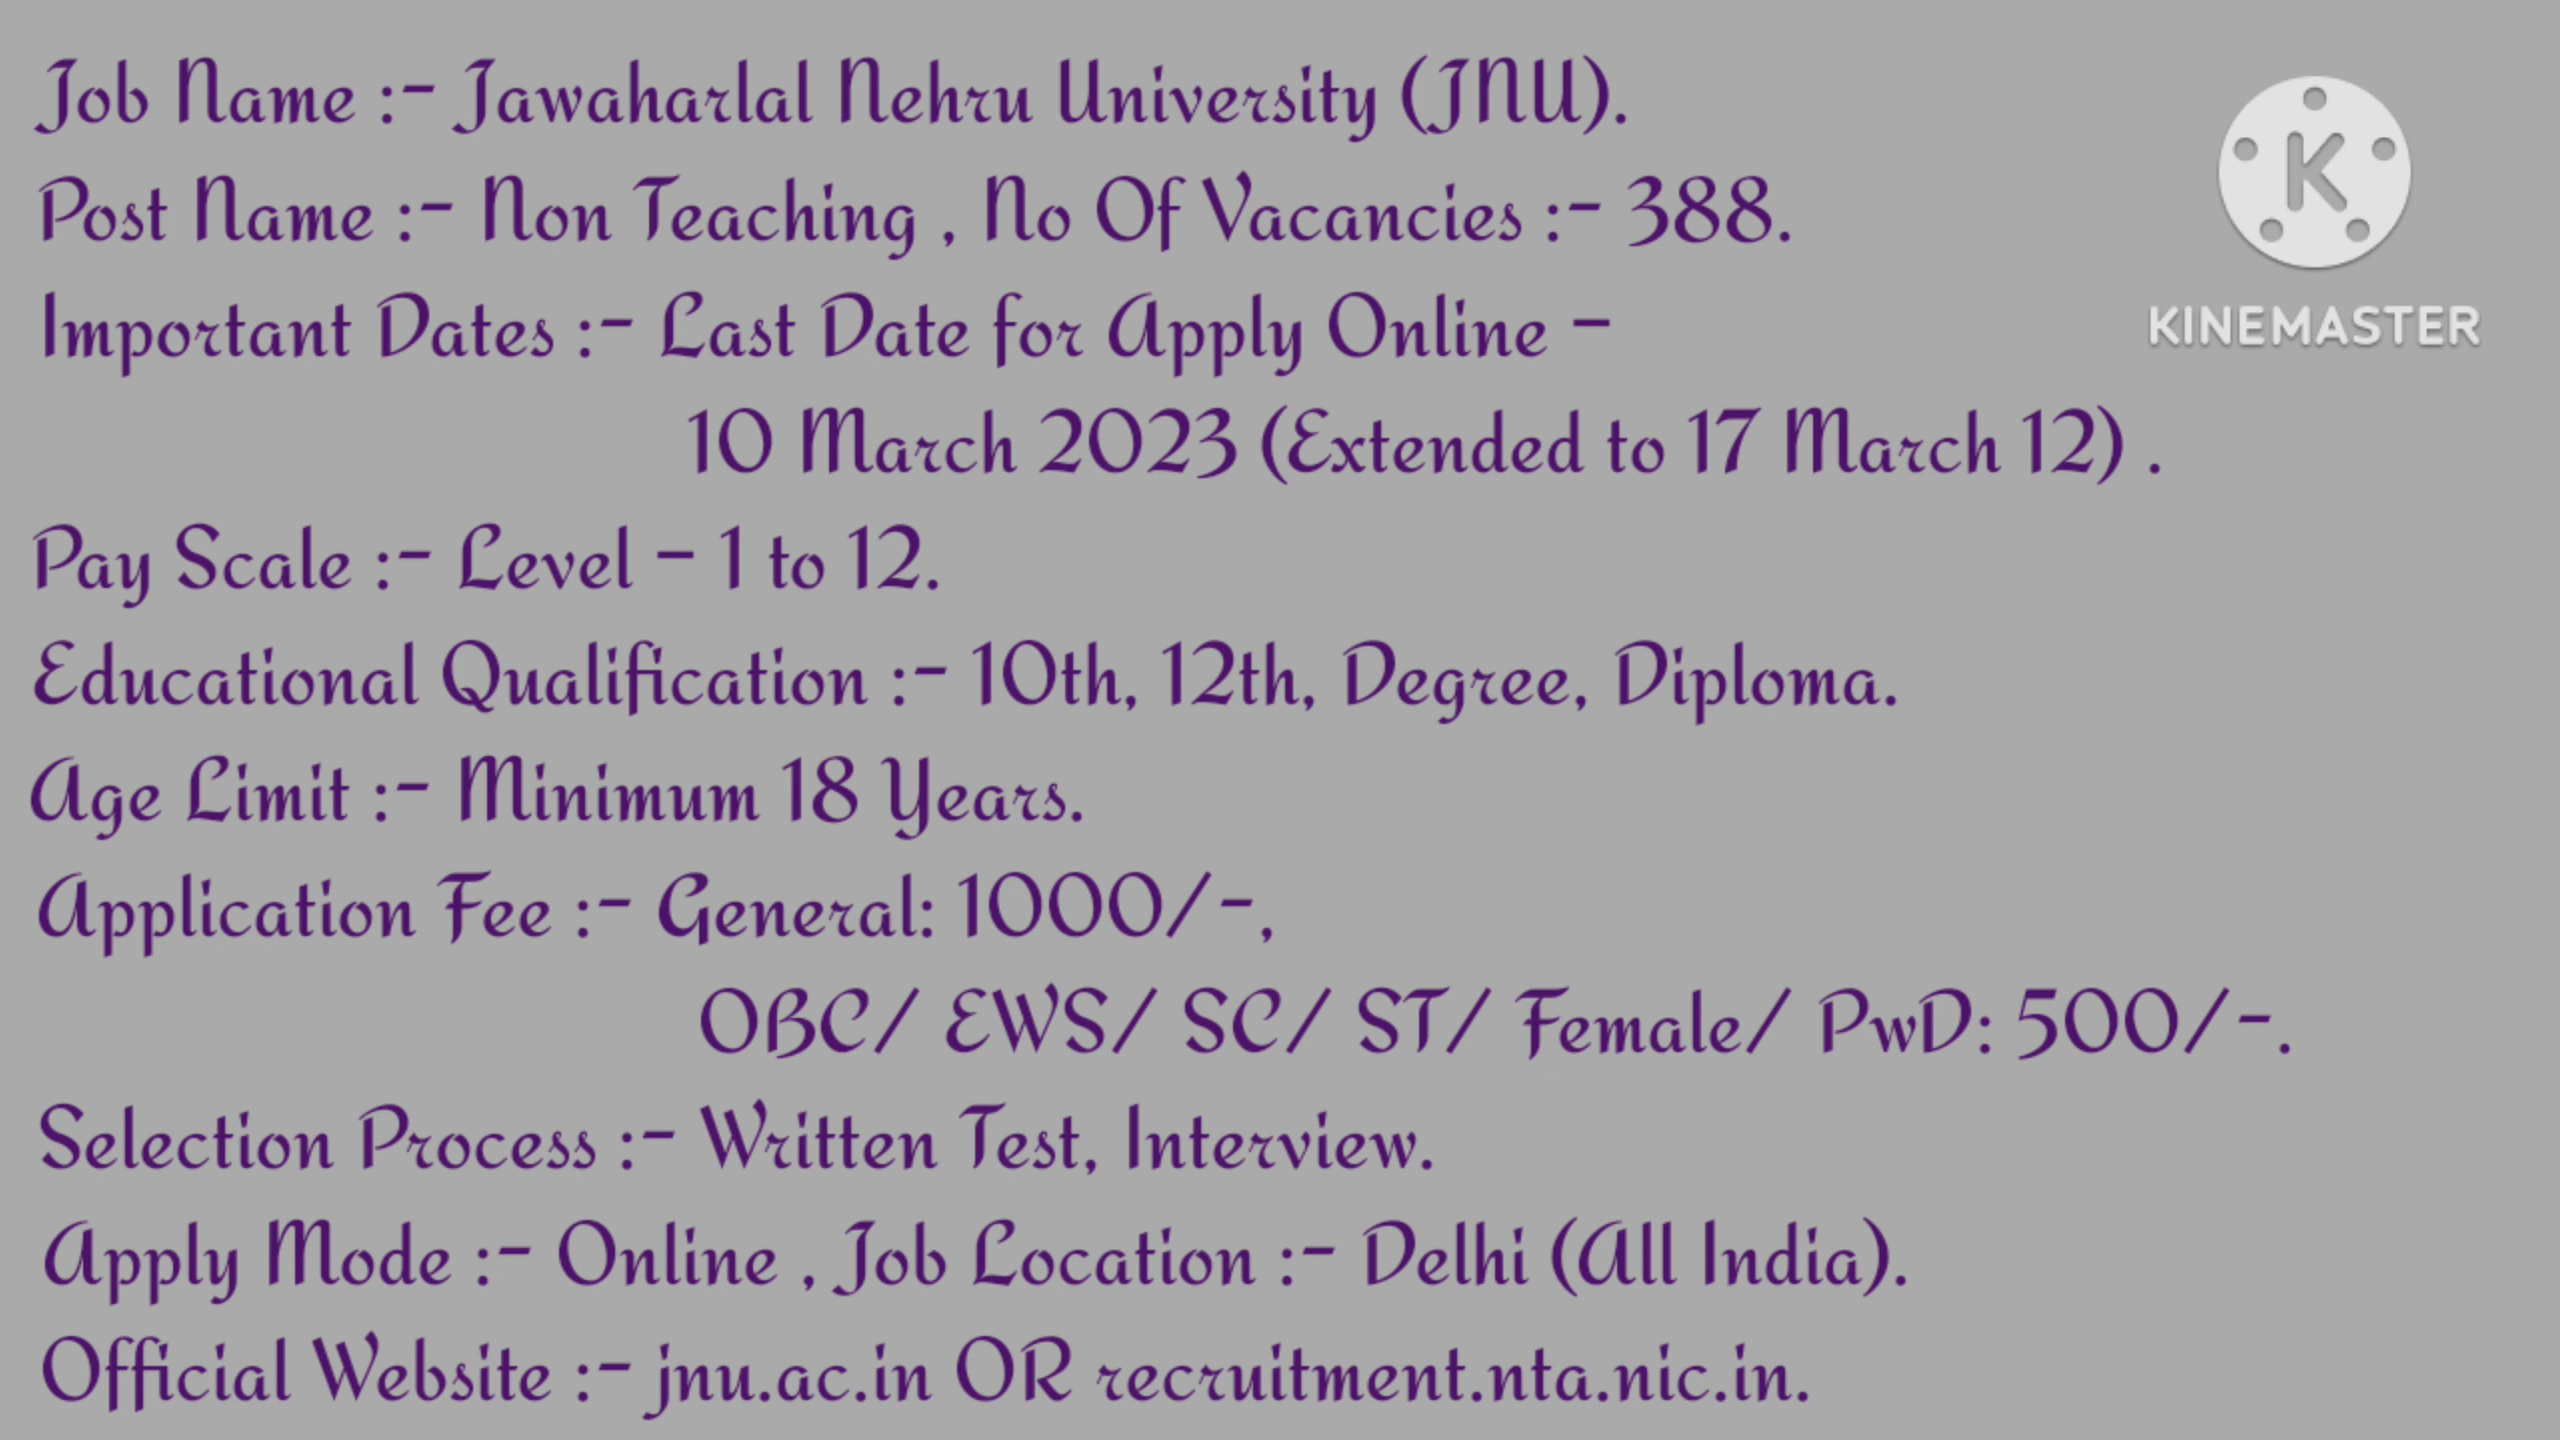 Job Name :- Jawaharlal Nehru University (JNU).
Post Name :- Non Teaching , No Of Vacancies :- 388.
Important Dates :- Last Date for Apply Online -
10 March 2023 (Extended to 17 March 12) .
Pay Scale :- Level - 1 to 12.
Educational Qualification :- 10th, 12th, Degree, Diploma.
Age Limit :- Minimum 18 Years.
Application Fee :- General: 1000/-,
OBC/ EWS/ SC/ ST/ Female/ PwD: 500/-.
Selection Process :- Written Test, Interview.
Apply Mode :- Online , Job Location :- Delhi (All India).
Official Website :- jnu.ac.in OR recruitment.nta.nic.in.
K
KINEMASTER